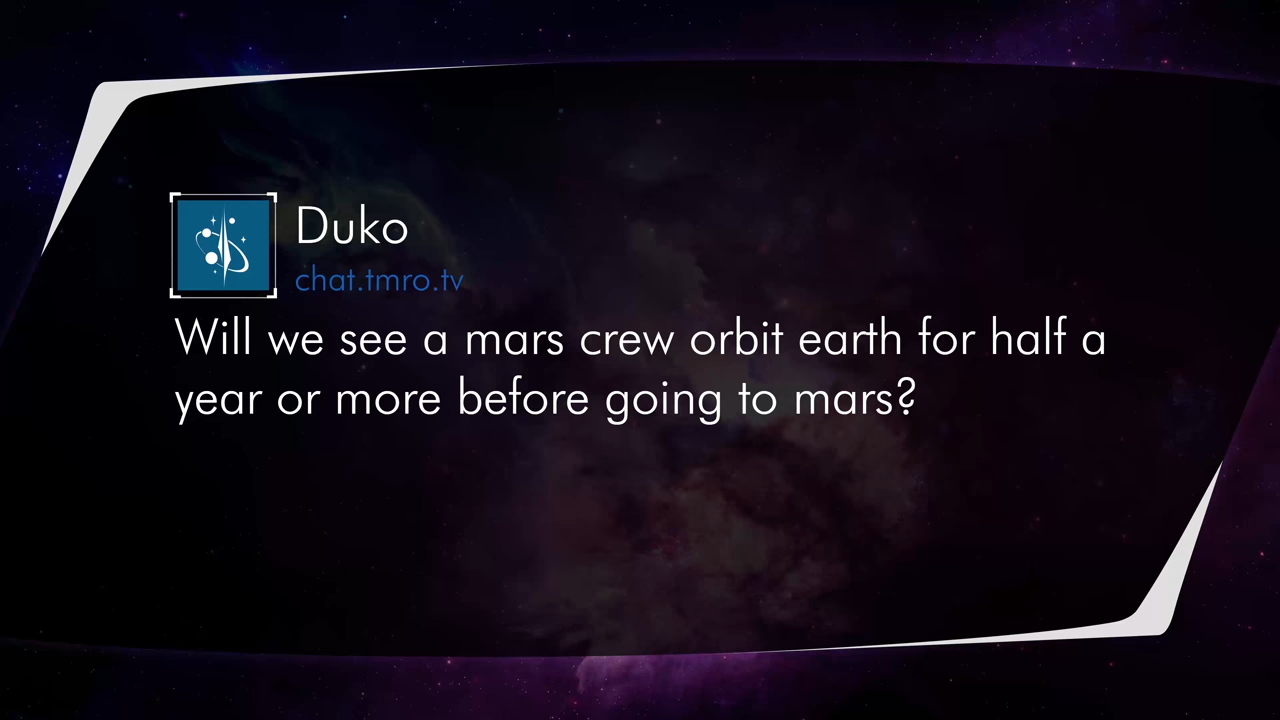 Duko
chat.tmro.tv
Will we see a mars crew orbit earth for half a
year or more before going to mars?